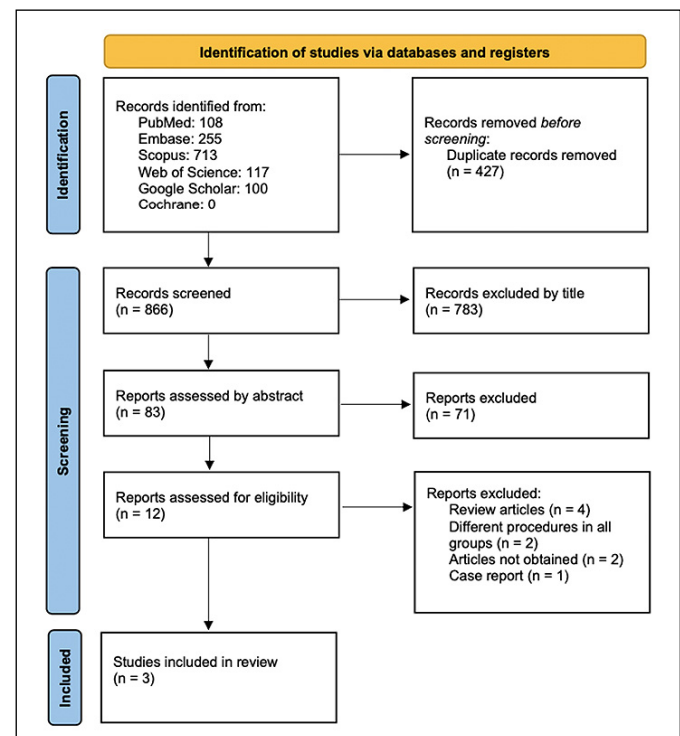 Identification of studies via databases and registers
Identification
Records identified from:
PubMed: 108
Embase: 255
Scopus: 713
Web of Science: 117
Google Scholar: 100
Cochrane: 0
Records removed before
screening:
Duplicate records removed
(n = 427)
Screening
Records screened
(n = 866)
Records excluded by title
(n = 783)
Reports assessed by abstract
(n = 83)
Reports excluded
(n = 71)
Reports assessed for eligibility
(n = 12)
Reports excluded:
Review articles (n = 4)
Different procedures in all
groups (n = 2)
Articles not obtained (n = 2)
Case report (n = 1)
Included
Studies included in review
(n = 3)